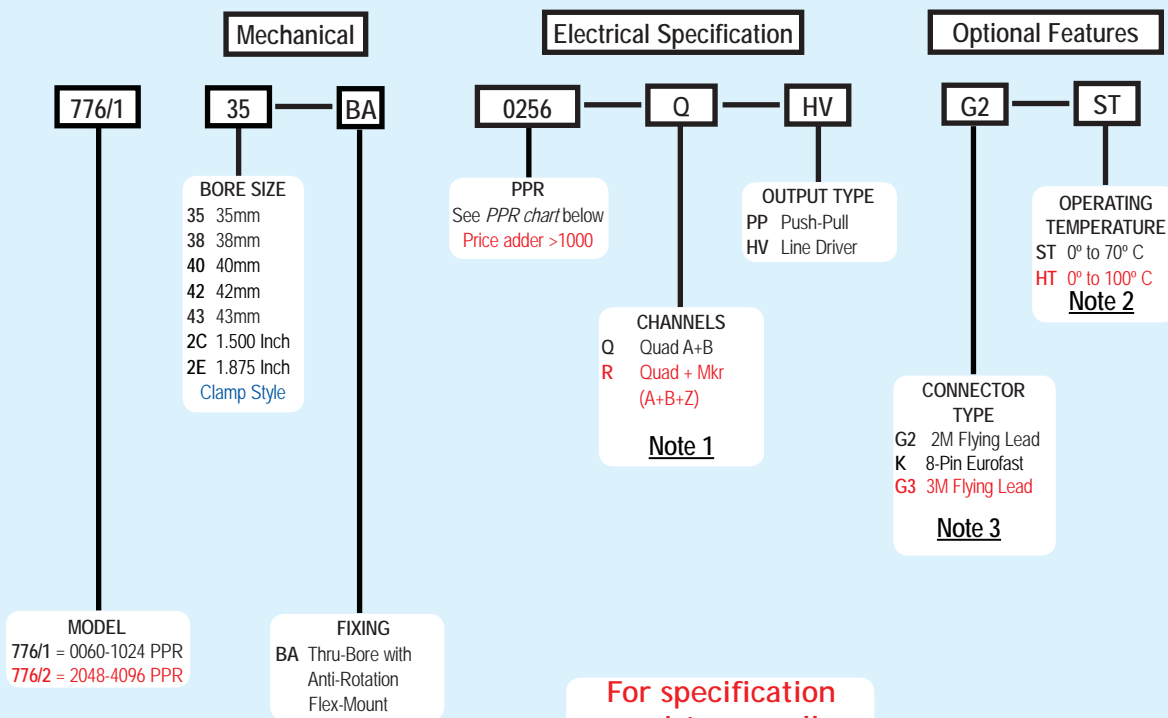 Mechanical
Electrical Specification
Optional Features
776/1
35
BA
0256
Q
HV
G2
ST
BORE SIZE
35 35mm
38 38mm
40 40mm
42 42mm
43 43mm
2C 1.500 Inch
2E 1.875 Inch
Clamp Style
PPR
See PPR chart below
Price adder >1000
OUTPUT TYPE
PP Push-Pull
HV Line Driver
OPERATING
TEMPERATURE
ST 0º to 70º C
HT 0º to 100º C
Note 2
CHANNELS
Q Quad A+B
R Quad + Mkr
(A+B+Z)
Note 1
CONNECTOR
TYPE
G2 2M Flying Lead
K 8-Pin Eurofast
G3 3M Flying Lead
Note 3
MODEL
776/1 = 0060-1024 PPR
776/2 = 2048-4096 PPR
FIXING
BA Thru-Bore with
Anti-Rotation
Flex-Mount
For specification